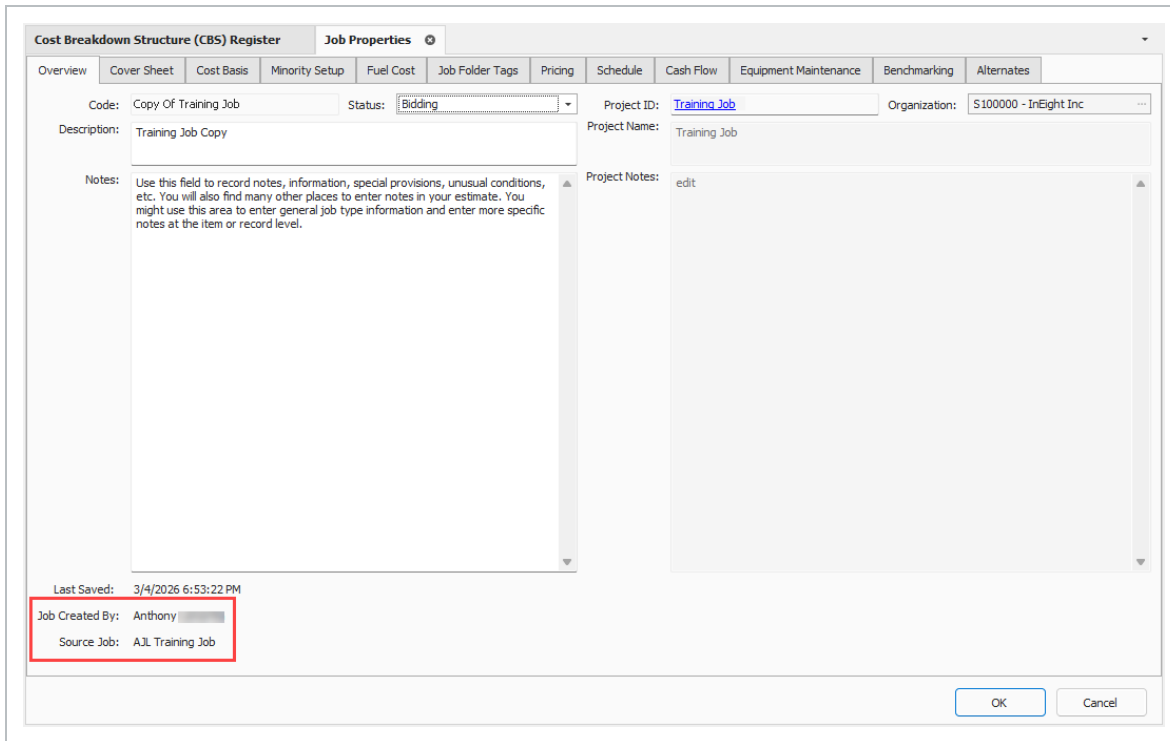 Cost Breakdown Structure (CBS) Register Job Properties
Overview Cover Sheet Cost Basis Minority Setup Fuel Cost Job Folder Tags Pricing Schedule Cash Flow Equipment Maintenance Benchmarking Alternates
Code: Copy Of Training Job Status: Bidding Project ID: Training Job Organization: S100000 - InEight Inc ...
Description: Training Job Copy Project Name: Training Job
Notes: Use this field to record notes, information, special provisions, unusual conditions, Project Notes: edit
etc. You will also find many other places to enter notes in your estimate. You
might use this area to enter general job type information and enter more specific
notes at the item or record level.
Last Saved: 3/4/2026 6:53:22 PM
Job Created By: Anthony
Source Job: AJL Training Job
OK Cancel